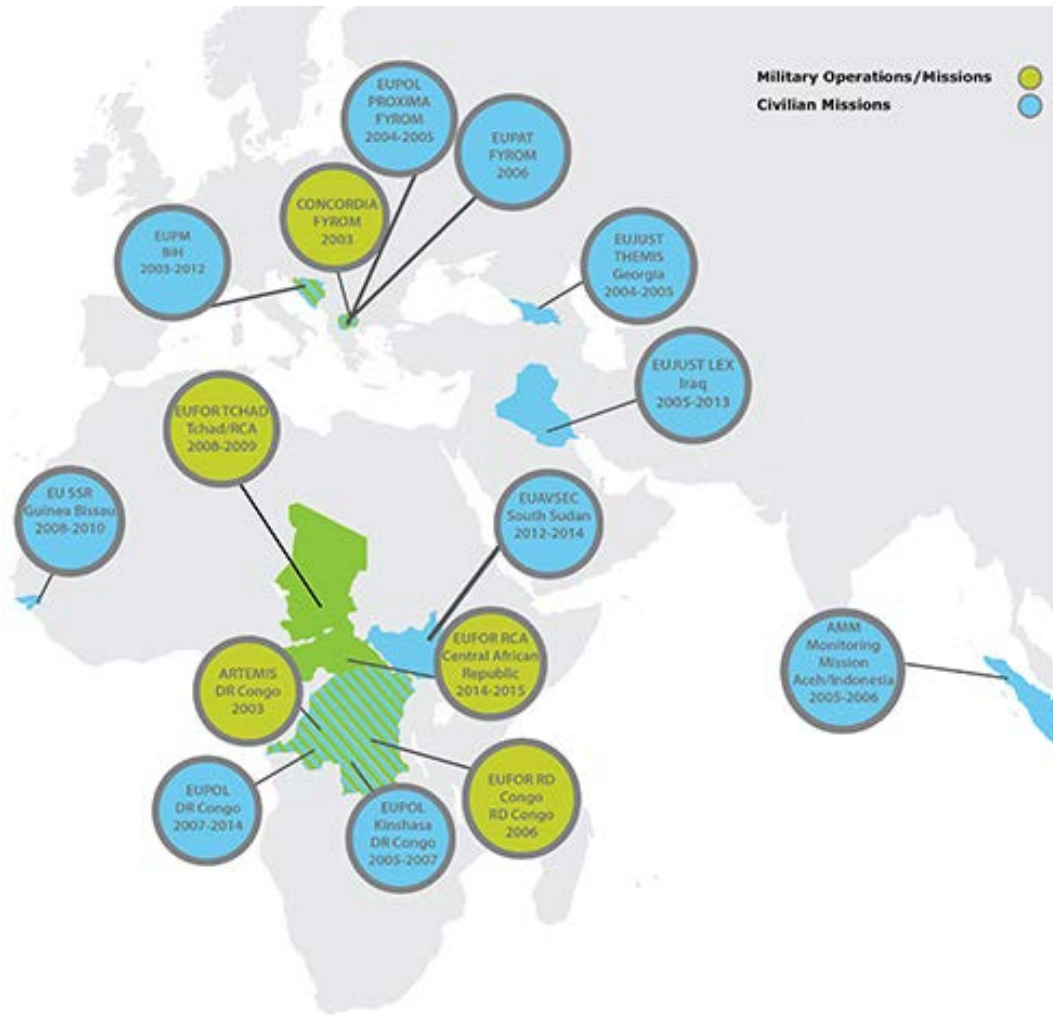 Military Operations/Missions
Civilian Missions
EUPOL
PROXIMA
FYROM
2004-2005
EUPAT
FYROM
2006
CONCORDIA
FYROM
2003
EUPM
BiH
2003-2012
EUJUST
THEMIS
Georgia
2004-2005
EUJUST LEX
Iraq
2005-2013
EUFOR TCHAD
Tchad/RCA
2008-2009
EU SSR
Guinea Bissau
2008-2010
EUAVSEC
South Sudan
2012-2014
EUFOR RCA
Central African
Republic
2014-2015
AMM
Monitoring
Mission
Aceh/Indonesia
2005-2006
ARTEMIS
DR Congo
2003
EUPOL
DR Congo
2007-2014
EUPOL
Kinshasa
DR Congo
2005-2007
EUFOR RD
Congo
RD Congo
2006